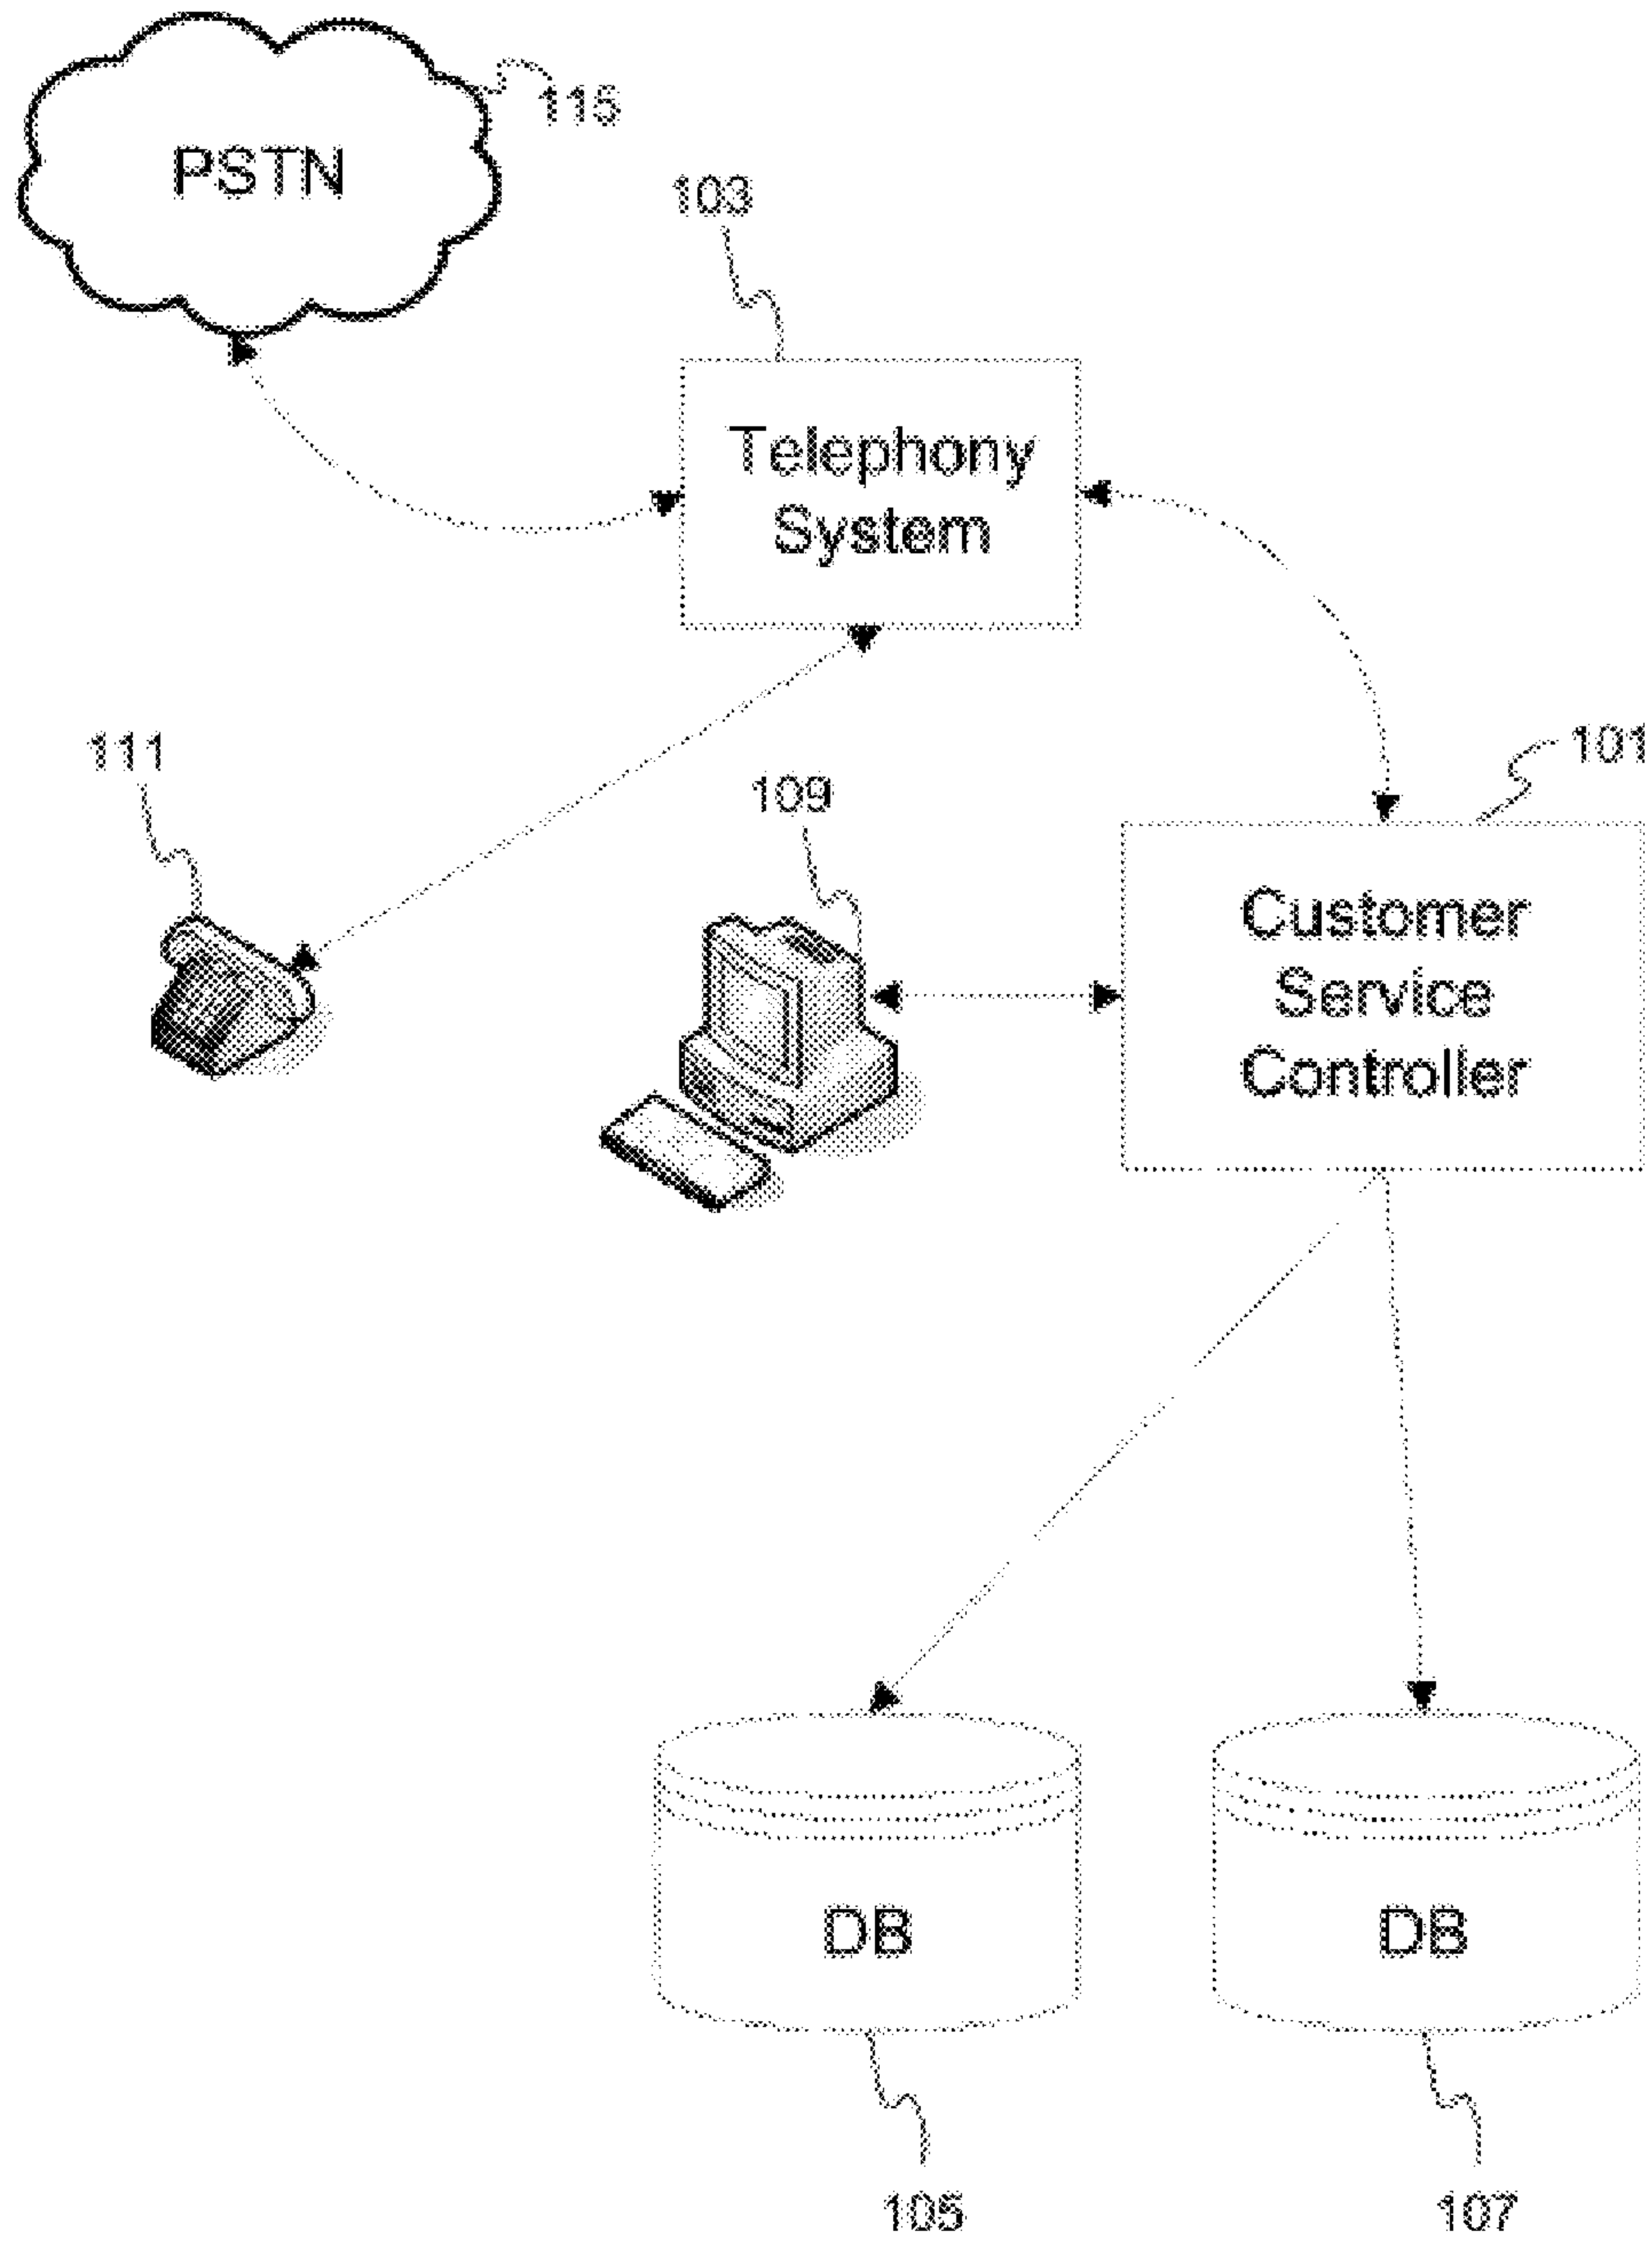 115
PSTN
103
Telephony
System
111
109
101
Customer
Service
Controller
DB
DB
105
107